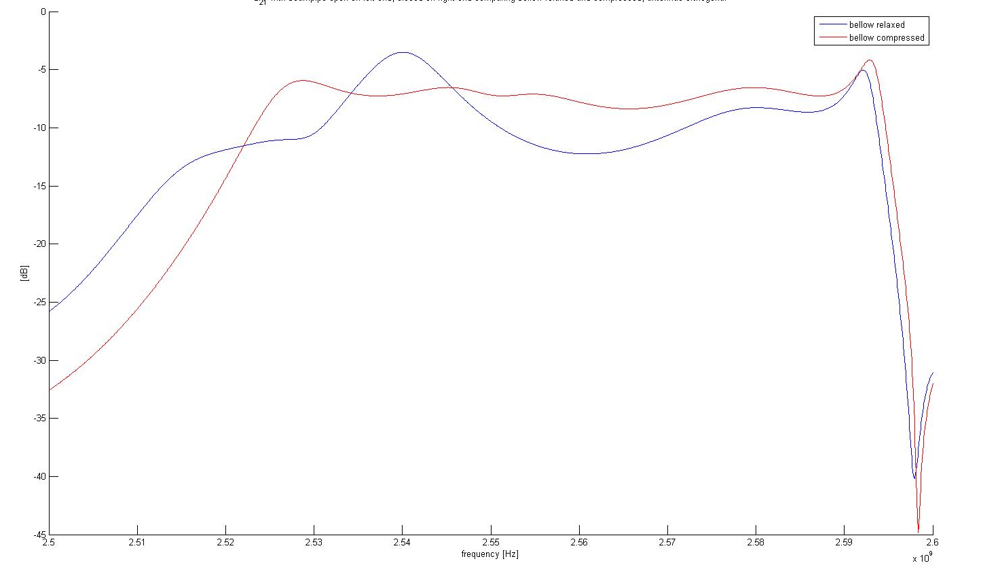 21
bellow relaxed
bellow compressed
0
-5
-10
-15
-20
-25
-30
-35
-40
-45
[dB]
2.5 2.51 2.52 2.53 2.54 2.55 2.56 2.57 2.58 2.59 2.6
frequency [Hz]
x 10⁹